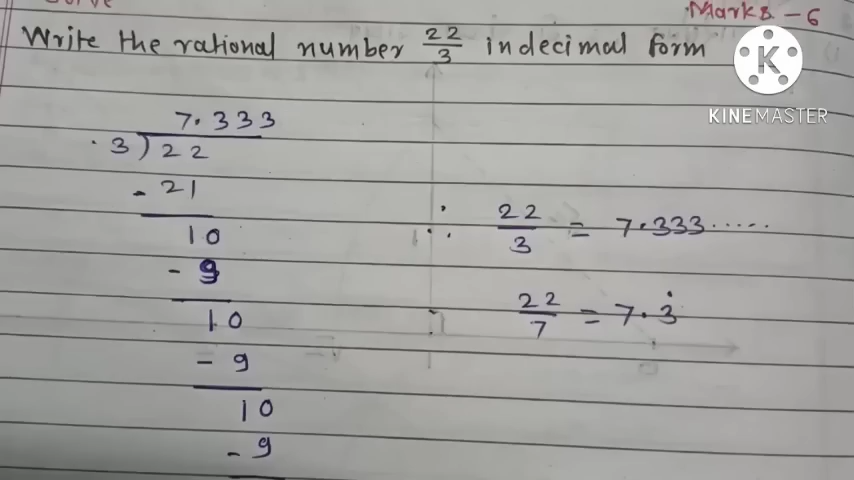 Marks - 6
Write the rational number 22/3 in decimal form
K
KINEMASTER
7.333
3 ) 22
- 21
10
- 9
10
- 9
10
- 9
∴ 22/3 = 7.333.....
22/7 = 7.3̇